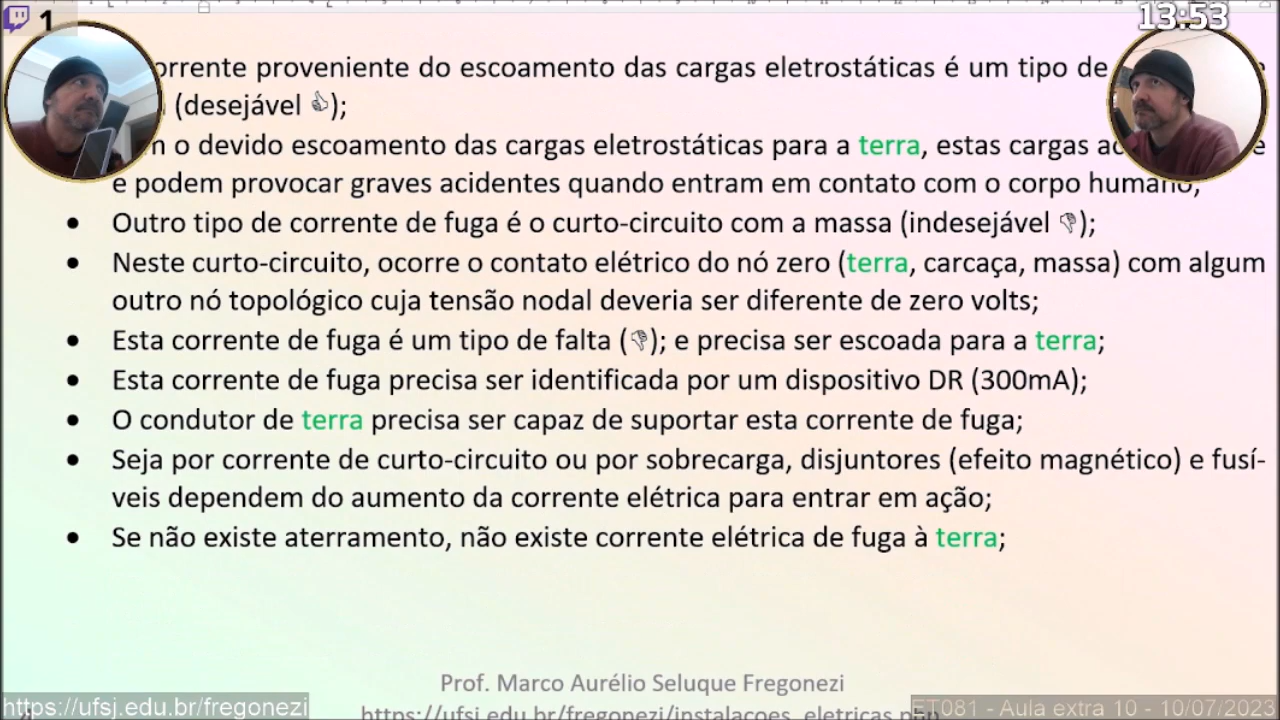 1
13:53
orrente proveniente do escoamento das cargas eletrostáticas é um tipo de
(desejável 👍);
o devido escoamento das cargas eletrostáticas para a terra, estas cargas
e podem provocar graves acidentes quando entram em contato com o corpo humano;
• Outro tipo de corrente de fuga é o curto-circuito com a massa (indesejável 👎);
• Neste curto-circuito, ocorre o contato elétrico do nó zero (terra, carcaça, massa) com algum
outro nó topológico cuja tensão nodal deveria ser diferente de zero volts;
• Esta corrente de fuga é um tipo de falta (👎); e precisa ser escoada para a terra;
• Esta corrente de fuga precisa ser identificada por um dispositivo DR (300mA);
• O condutor de terra precisa ser capaz de suportar esta corrente de fuga;
• Seja por corrente de curto-circuito ou por sobrecarga, disjuntores (efeito magnético) e fusí-
veis dependem do aumento da corrente elétrica para entrar em ação;
• Se não existe aterramento, não existe corrente elétrica de fuga à terra;
Prof. Marco Aurélio Seluque Fregonezi
https://ufsj.edu.br/fregonezi/instalacoes_eletricas.php
https://ufsj.edu.br/fregonezi
ET081 - Aula extra 10 - 10/07/2023